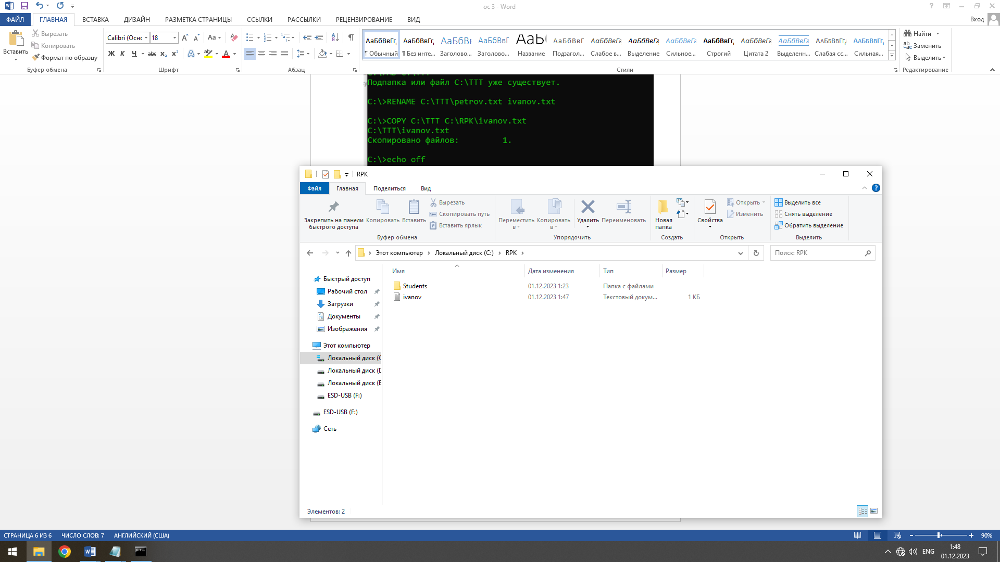 ос 3 - Word
ФАЙЛ ГЛАВНАЯ ВСТАВКА ДИЗАЙН РАЗМЕТКА СТРАНИЦЫ ССЫЛКИ РАССЫЛКИ РЕЦЕНЗИРОВАНИЕ ВИД Вход
Вставить
Вырезать
Копировать
Формат по образцу
Буфер обмена
Calibri (Оснс 18
Ж К Ч abc x₂ x²
Шрифт
Абзац
АаБбВвГг, АаБбВвГг, АаБбВв АаБбВвГ АаЬ АаБбВвГ АаБбВвГг АаБбВвГг АаБбВвГг АаБбВвГг, АаБбВвГг АаБбВвГг ААБбВвГг, ААБбВвГг,
¶ Обычный ¶ Без инте... Заголово... Заголово... Название Подзагол... Слабое в... Выделение Сильное... Строгий Цитата 2 Выделенн... Слабая сс... Сильная...
Стили
Найти
Заменить
Выделить
Редактирование
Подпапка или файл C:\TTT уже существует.
C:\>RENAME C:\TTT\petrov.txt ivanov.txt
C:\>COPY C:\TTT C:\RPK\ivanov.txt
C:\TTT\ivanov.txt
Скопировано файлов: 1.
C:\>echo off
RPK
Файл Главная Поделиться Вид
Закрепить на панели быстрого доступа
Копировать
Вставить
Вырезать
Скопировать путь
Вставить ярлык
Буфер обмена
Переместить в
Копировать в
Удалить
Переименовать
Упорядочить
Новая папка
Создать
Свойства
Открыть
Изменить
Открыть
Выделить все
Снять выделение
Обратить выделение
Выделить
Этот компьютер Локальный диск (C:) RPK
Поиск: RPK
Имя Дата изменения Тип Размер
Students 01.12.2023 1:23 Папка с файлами
ivanov 01.12.2023 1:47 Текстовый докум... 1 КБ
Быстрый доступ
Рабочий стол
Загрузки
Документы
Изображения
Этот компьютер
Локальный диск (C
Локальный диск (D
Локальный диск (E
ESD-USB (F:)
ESD-USB (F:)
Сеть
Элементов: 2
СТРАНИЦА 6 ИЗ 6 ЧИСЛО СЛОВ: 7 АНГЛИЙСКИЙ (США) 90%
ENG 1:48
01.12.2023